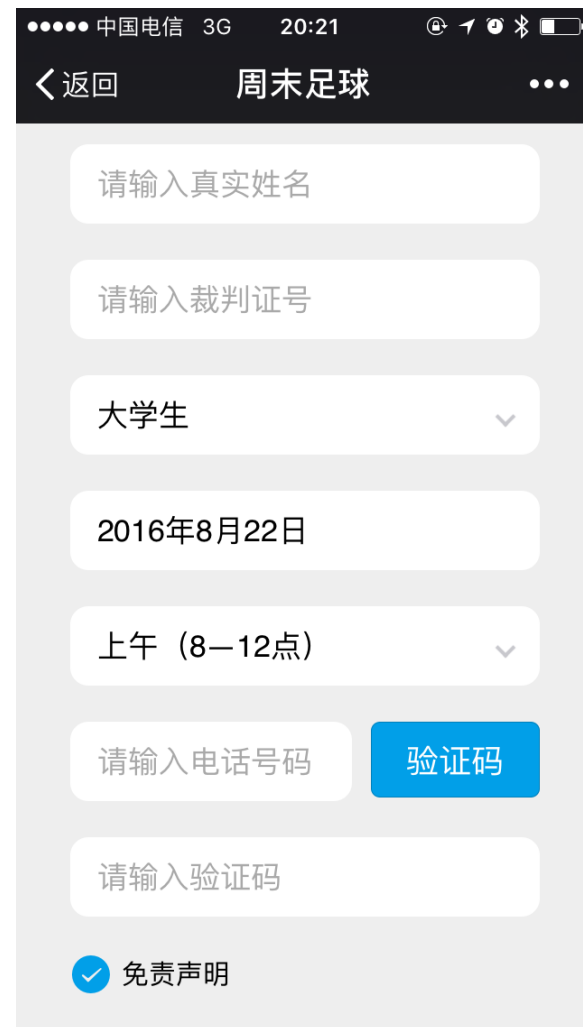 中国电信 3G 20:21
返回 周末足球
请输入真实姓名
请输入裁判证号
大学生
2016年8月22日
上午（8—12点）
请输入电话号码 验证码
请输入验证码
免责声明